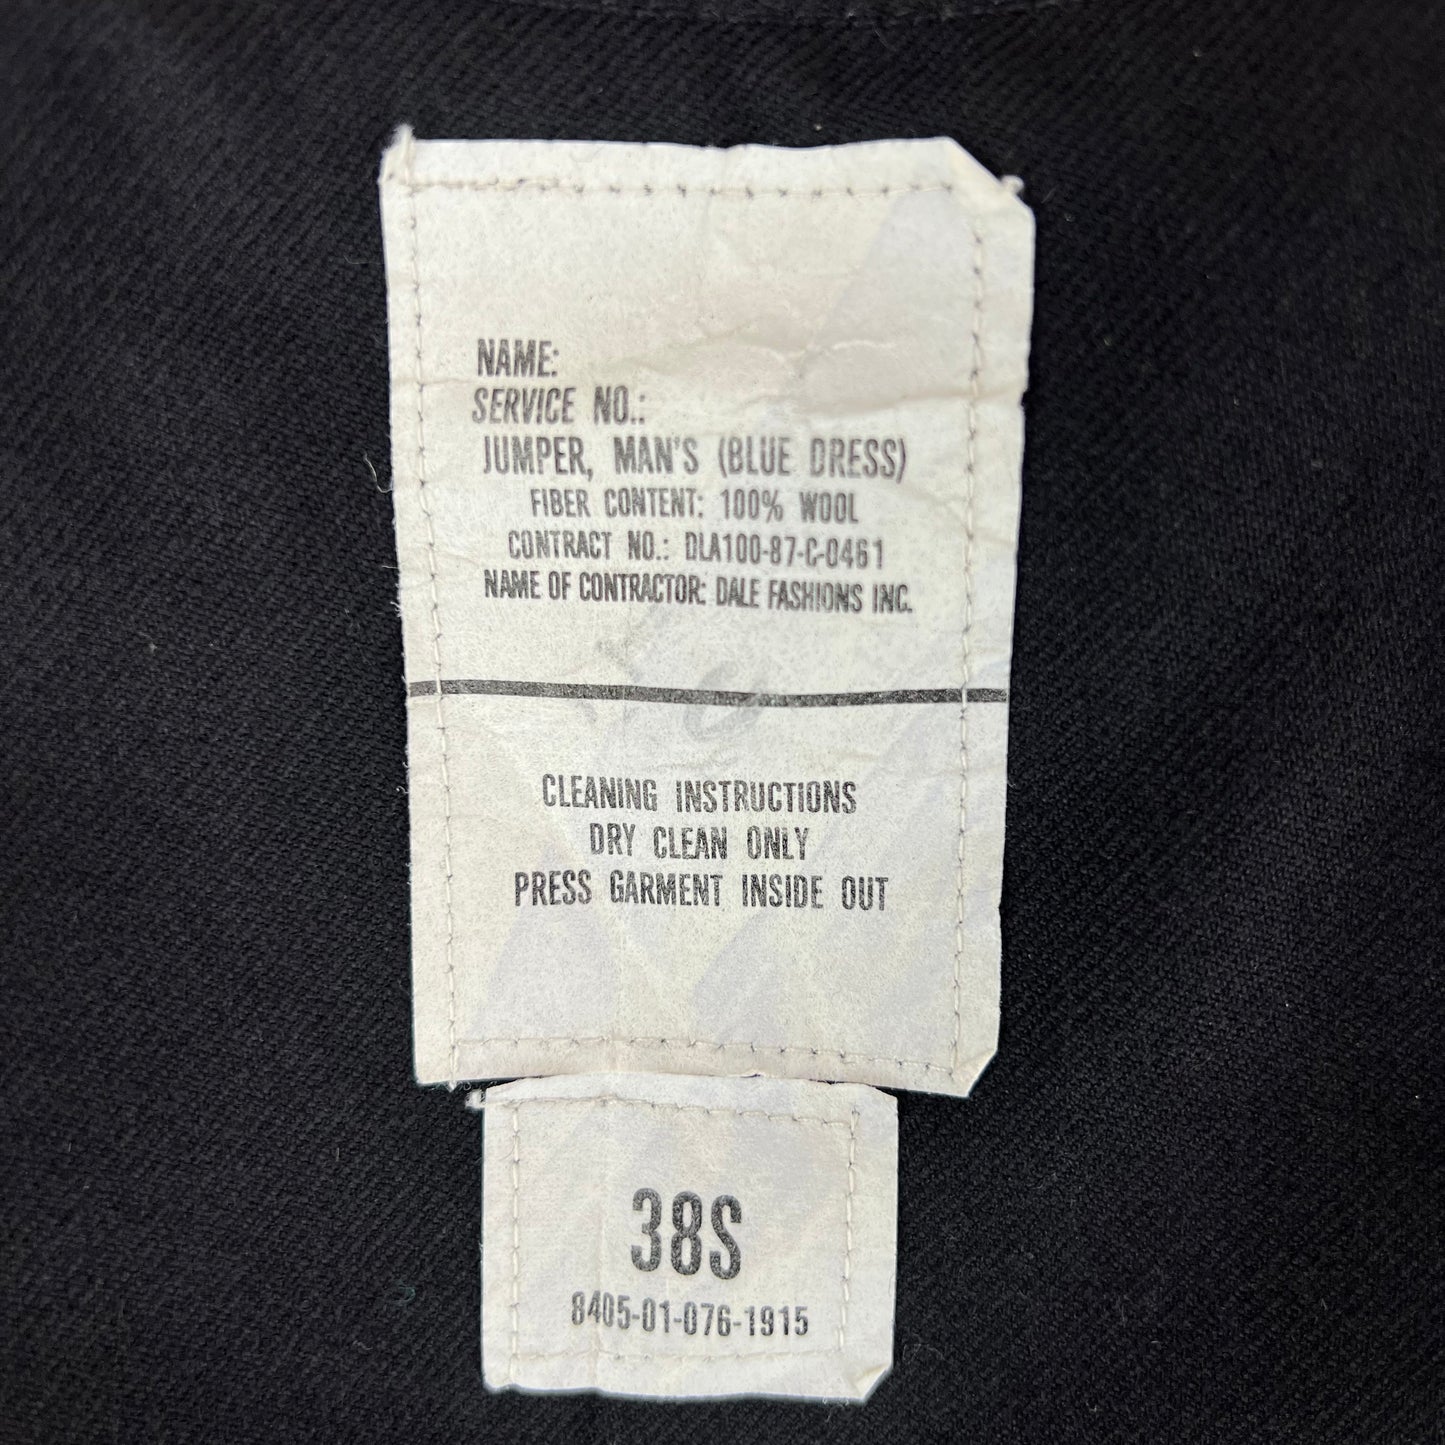 NAME:
SERVICE NO.:
JUMPER, MAN'S (BLUE DRESS)
FIBER CONTENT: 100% WOOL
CONTRACT NO.: DLA100-87-C-0461
NAME OF CONTRACTOR: DALE FASHIONS INC.
CLEANING INSTRUCTIONS
DRY CLEAN ONLY
PRESS GARMENT INSIDE OUT
38S
8405-01-076-1915